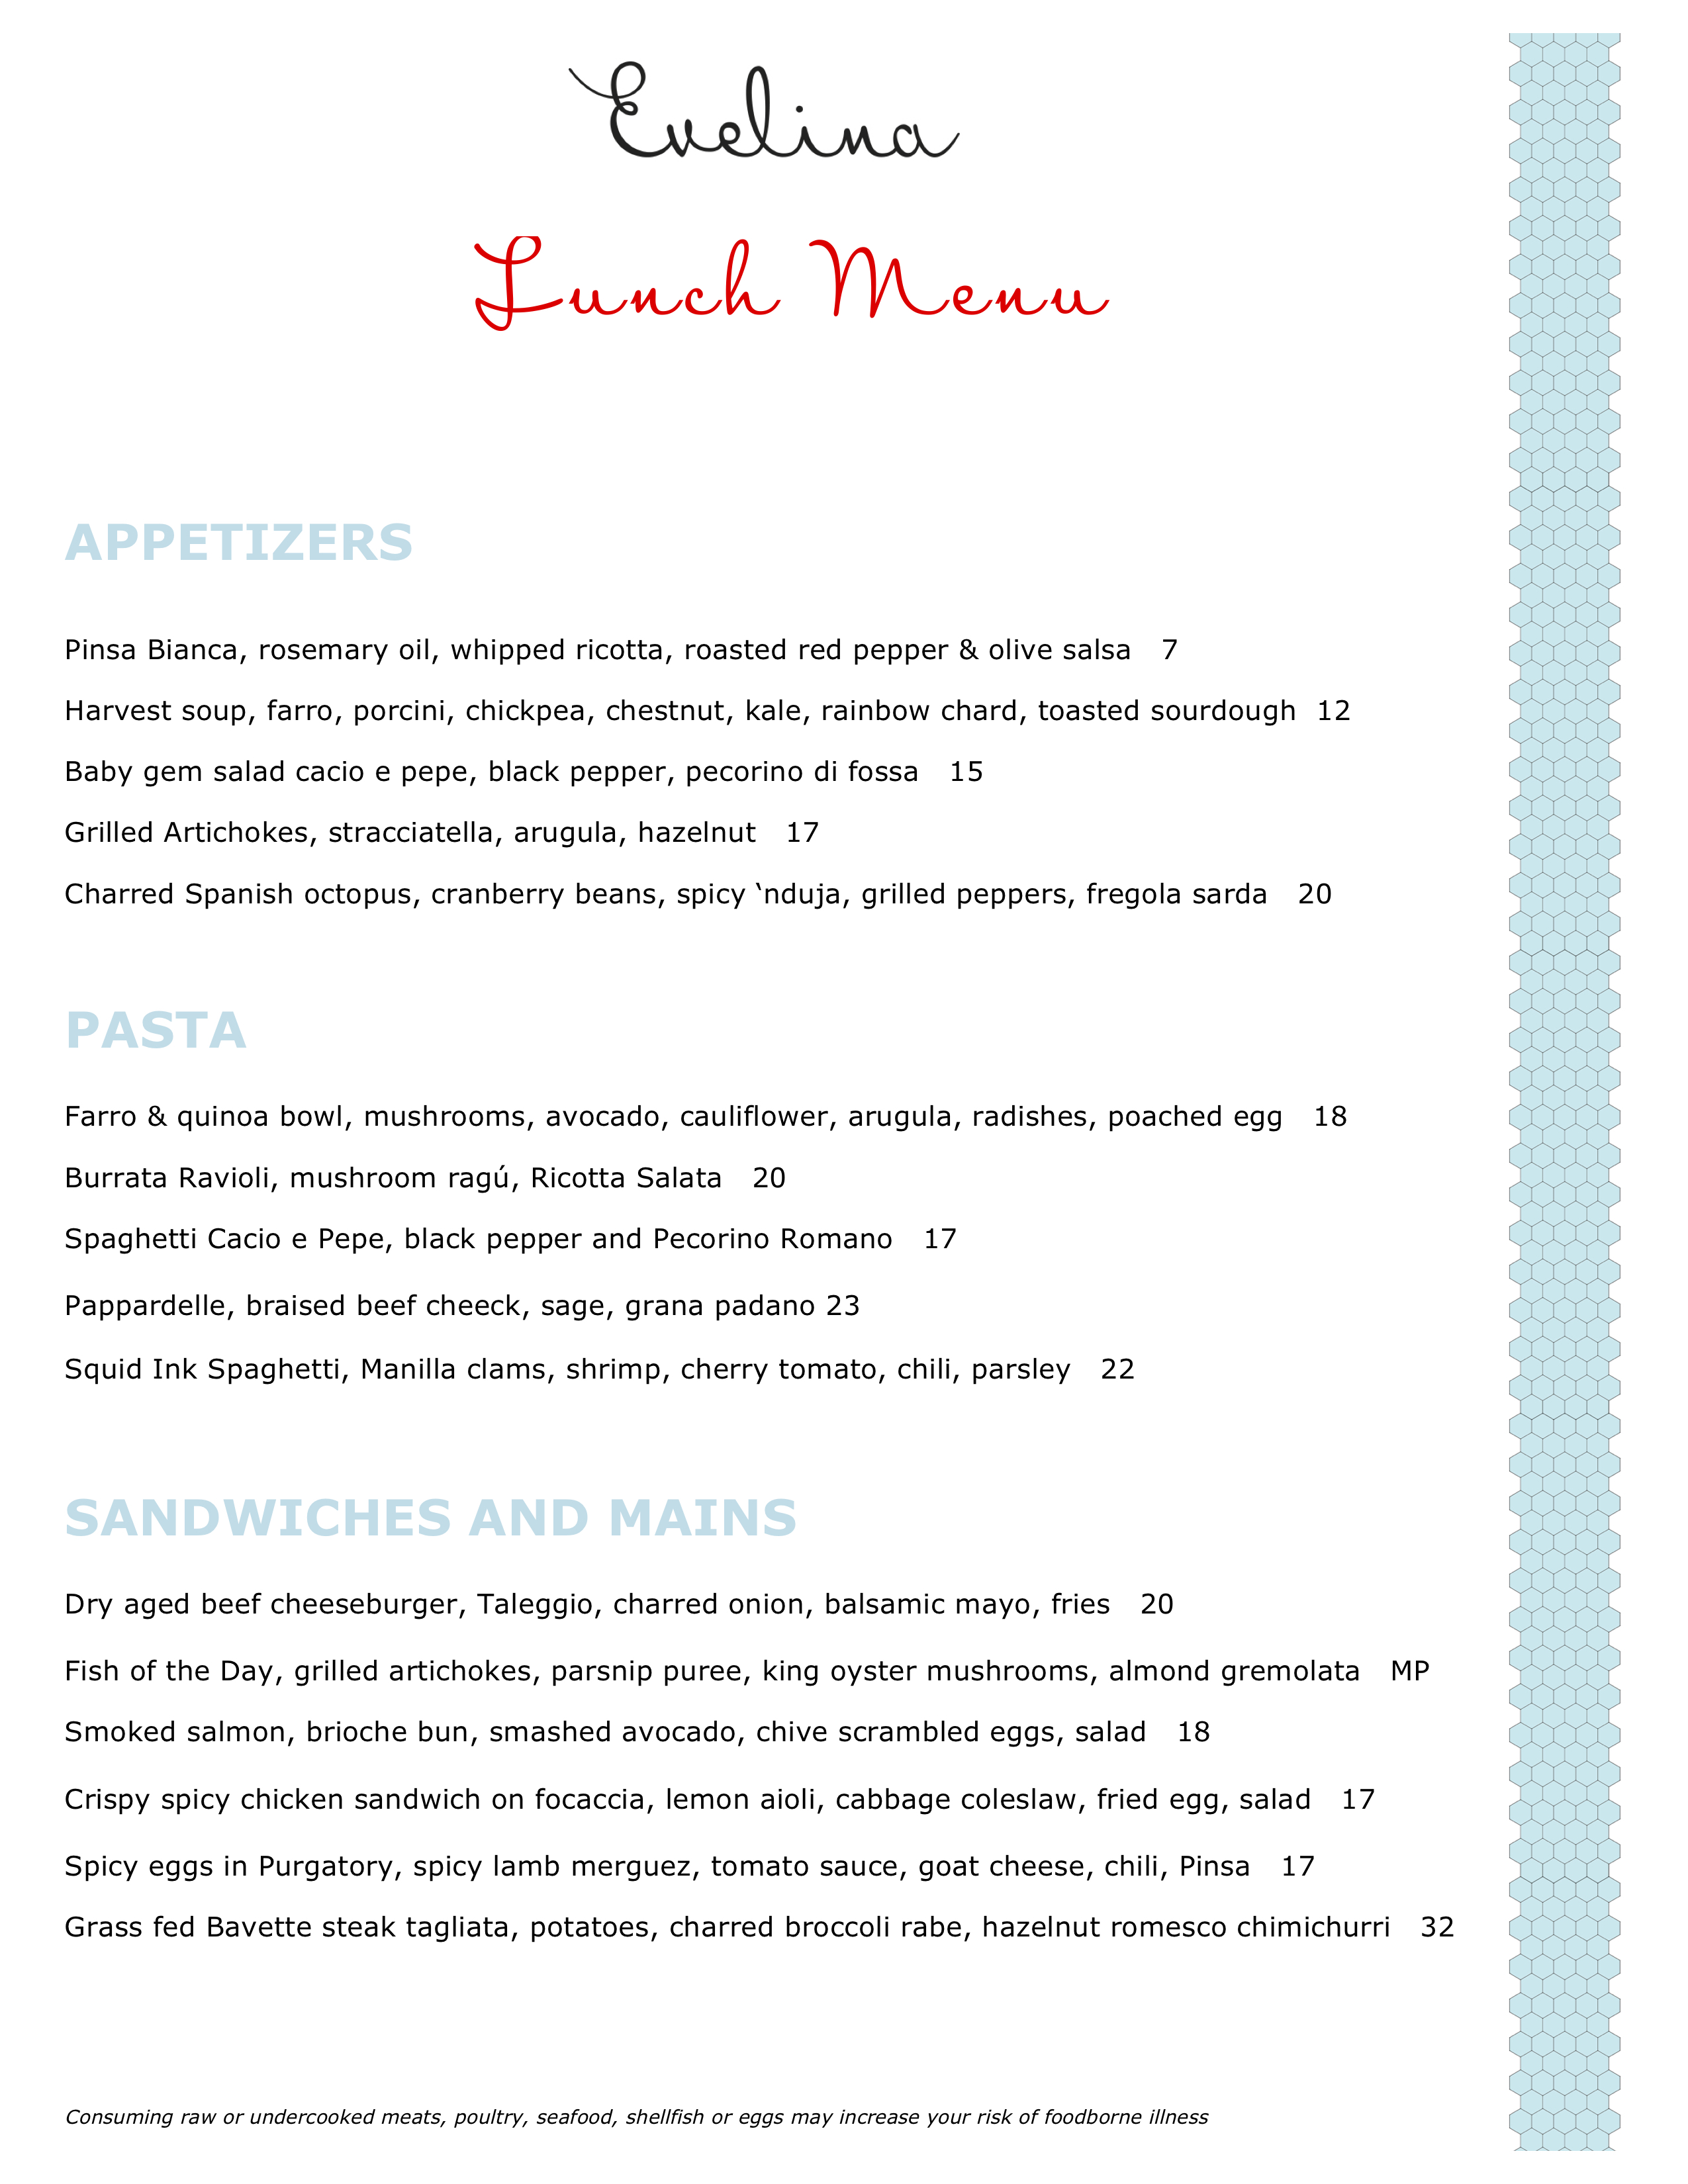 Evelina
Lunch Menu
APPETIZERS
Pinsa Bianca, rosemary oil, whipped ricotta, roasted red pepper & olive salsa 7
Harvest soup, farro, porcini, chickpea, chestnut, kale, rainbow chard, toasted sourdough 12
Baby gem salad cacio e pepe, black pepper, pecorino di fossa 15
Grilled Artichokes, stracciatella, arugula, hazelnut 17
Charred Spanish octopus, cranberry beans, spicy ‘nduja, grilled peppers, fregola sarda 20
PASTA
Farro & quinoa bowl, mushrooms, avocado, cauliflower, arugula, radishes, poached egg 18
Burrata Ravioli, mushroom ragú, Ricotta Salata 20
Spaghetti Cacio e Pepe, black pepper and Pecorino Romano 17
Pappardelle, braised beef cheeck, sage, grana padano 23
Squid Ink Spaghetti, Manilla clams, shrimp, cherry tomato, chili, parsley 22
SANDWICHES AND MAINS
Dry aged beef cheeseburger, Taleggio, charred onion, balsamic mayo, fries 20
Fish of the Day, grilled artichokes, parsnip puree, king oyster mushrooms, almond gremolata MP
Smoked salmon, brioche bun, smashed avocado, chive scrambled eggs, salad 18
Crispy spicy chicken sandwich on focaccia, lemon aioli, cabbage coleslaw, fried egg, salad 17
Spicy eggs in Purgatory, spicy lamb merguez, tomato sauce, goat cheese, chili, Pinsa 17
Grass fed Bavette steak tagliata, potatoes, charred broccoli rabe, hazelnut romesco chimichurri 32
Consuming raw or undercooked meats, poultry, seafood, shellfish or eggs may increase your risk of foodborne illness